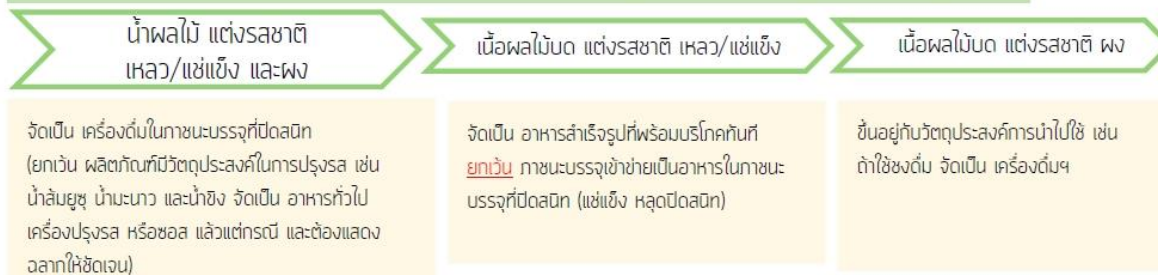 น้ำผลไม้ แต่งรสชาติ
เหลว/แช่แข็ง และผง
จัดเป็น เครื่องดื่มในภาชนะบรรจุที่ปิดสนิท
(ยกเว้น ผลิตภัณฑ์มีวัตถุประสงค์ในการปรุงรส เช่น
น้ำส้มยูซุ น้ำมะนาว และน้ำขิง จัดเป็น อาหารทั่วไป
เครื่องปรุงรส หรือซอส แล้วแต่กรณี และต้องแสดง
ฉลากให้ชัดเจน)
เนื้อผลไม้บด แต่งรสชาติ เหลว/แช่แข็ง
จัดเป็น อาหารสำเร็จรูปที่พร้อมบริโภคทันที
ยกเว้น ภาชนะบรรจุเข้าข่ายเป็นอาหารในภาชนะ
บรรจุที่ปิดสนิท (แช่แข็ง หลุดปิดสนิท)
เนื้อผลไม้บด แต่งรสชาติ ผง
ขึ้นอยู่กับวัตถุประสงค์การนำไปใช้ เช่น
ถ้าใช้ชงดื่ม จัดเป็น เครื่องดื่มฯ